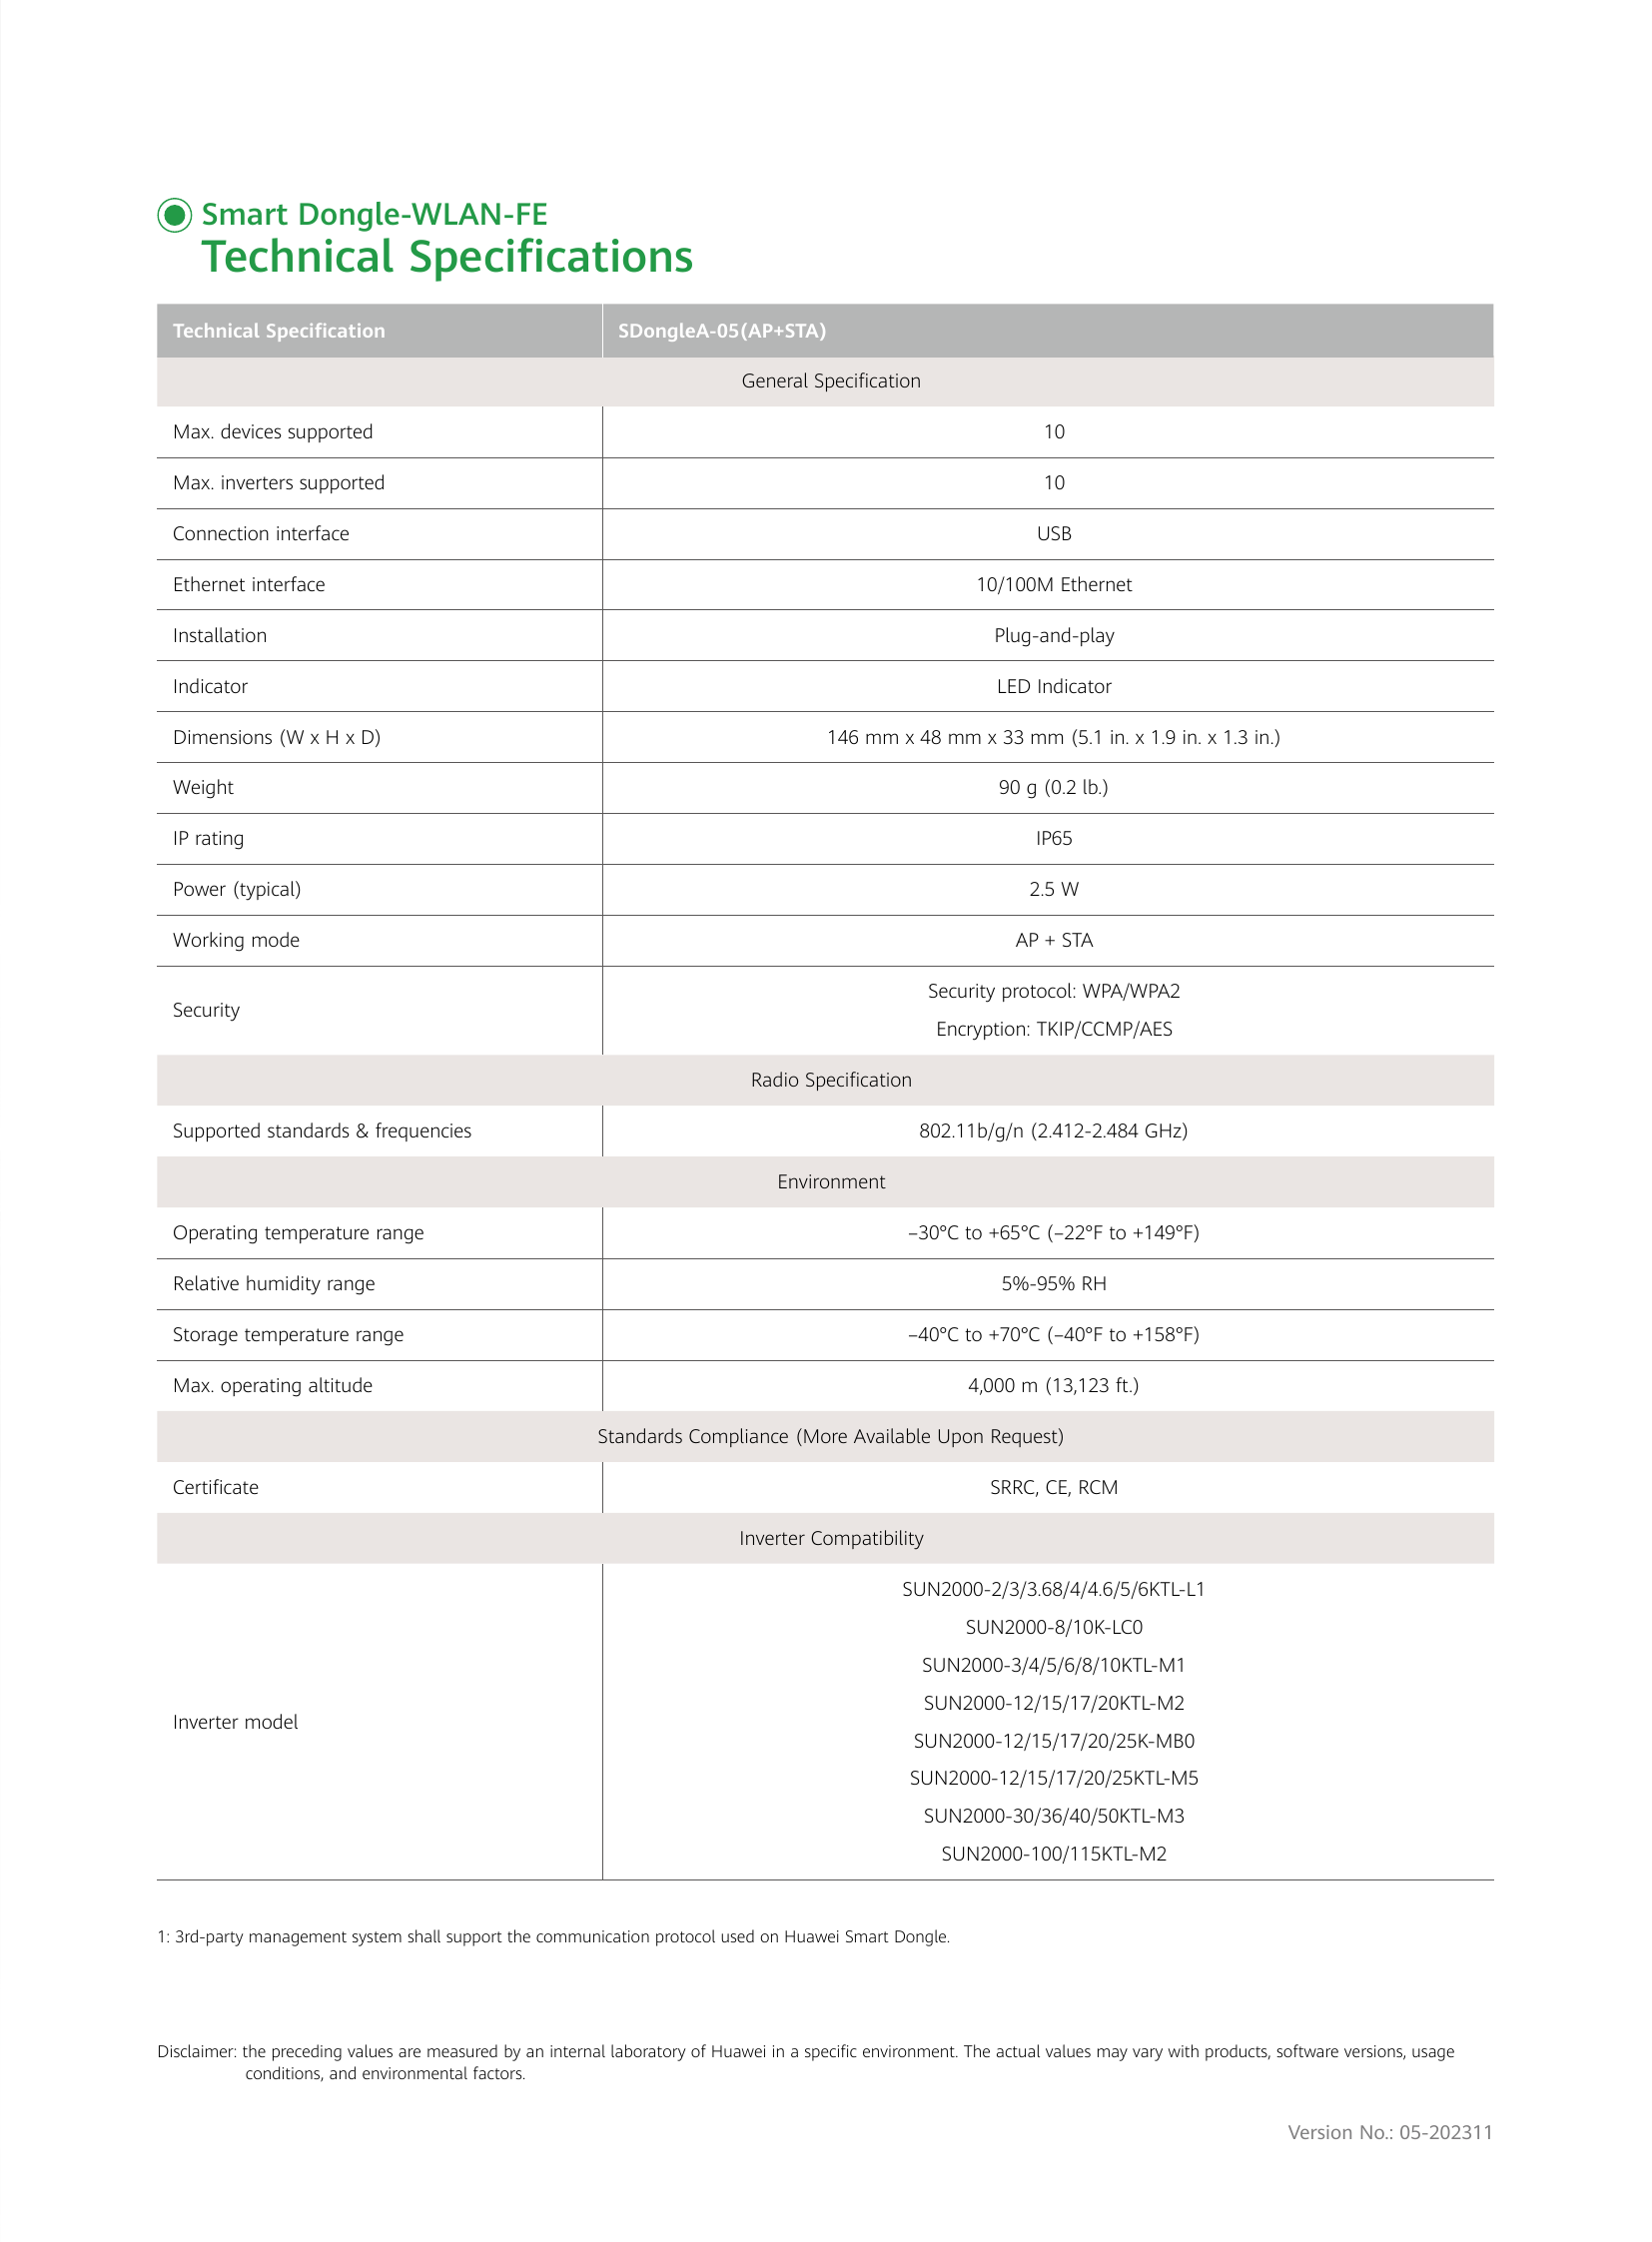 Smart Dongle-WLAN-FE
Technical Specifications
Technical Specification SDongleA-05(AP+STA)
General Specification
Max. devices supported 10
Max. inverters supported 10
Connection interface USB
Ethernet interface 10/100M Ethernet
Installation Plug-and-play
Indicator LED Indicator
Dimensions (W x H x D) 146 mm x 48 mm x 33 mm (5.1 in. x 1.9 in. x 1.3 in.)
Weight 90 g (0.2 lb.)
IP rating IP65
Power (typical) 2.5 W
Working mode AP + STA
Security
Security protocol: WPA/WPA2
Encryption: TKIP/CCMP/AES
Radio Specification
Supported standards & frequencies 802.11b/g/n (2.412-2.484 GHz)
Environment
Operating temperature range –30°C to +65°C (–22°F to +149°F)
Relative humidity range 5%-95% RH
Storage temperature range –40°C to +70°C (–40°F to +158°F)
Max. operating altitude 4,000 m (13,123 ft.)
Standards Compliance (More Available Upon Request)
Certificate SRRC, CE, RCM
Inverter Compatibility
Inverter model
SUN2000-2/3/3.68/4/4.6/5/6KTL-L1
SUN2000-8/10K-LC0
SUN2000-3/4/5/6/8/10KTL-M1
SUN2000-12/15/17/20KTL-M2
SUN2000-12/15/17/20/25K-MB0
SUN2000-12/15/17/20/25KTL-M5
SUN2000-30/36/40/50KTL-M3
SUN2000-100/115KTL-M2
1: 3rd-party management system shall support the communication protocol used on Huawei Smart Dongle.
Disclaimer: the preceding values are measured by an internal laboratory of Huawei in a specific environment. The actual values may vary with products, software versions, usage
conditions, and environmental factors.
Version No.: 05-202311